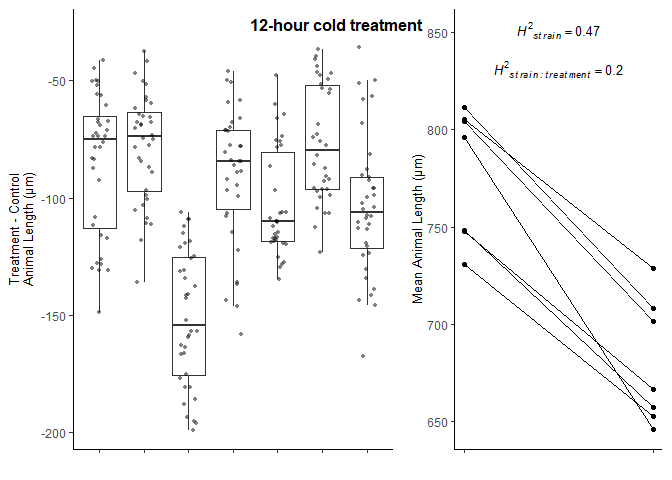 12-hour cold treatment
Treatment - Control
Animal Length (µm)
-50
-100
-150
-200
Mean Animal Length (µm)
850
800
750
700
650
H²strain = 0.47
H²strain : treatment = 0.2